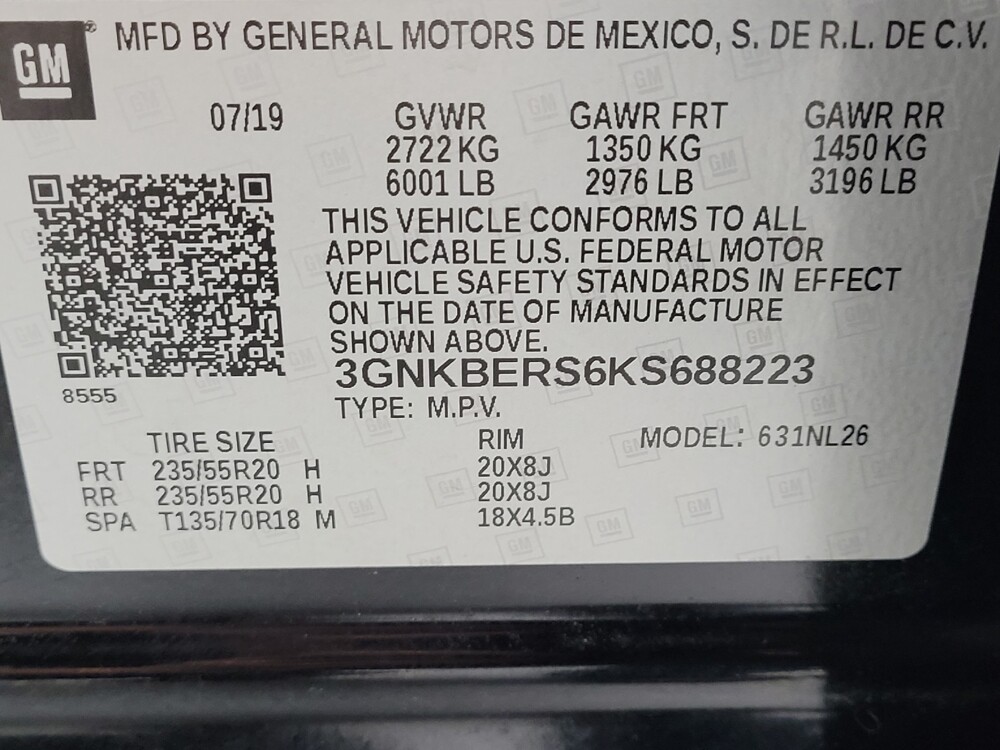 GM® MFD BY GENERAL MOTORS DE MEXICO, S. DE R.L. DE C.V.
07/19 GVWR GAWR FRT GAWR RR
2722 KG 1350 KG 1450 KG
6001 LB 2976 LB 3196 LB
THIS VEHICLE CONFORMS TO ALL
APPLICABLE U.S. FEDERAL MOTOR
VEHICLE SAFETY STANDARDS IN EFFECT
ON THE DATE OF MANUFACTURE
SHOWN ABOVE.
3GNKBERS6KS688223
8555
TYPE: M.P.V.
TIRE SIZE RIM MODEL: 631NL26
FRT 235/55R20 H 20X8J
RR 235/55R20 H 20X8J
SPA T135/70R18 M 18X4.5B